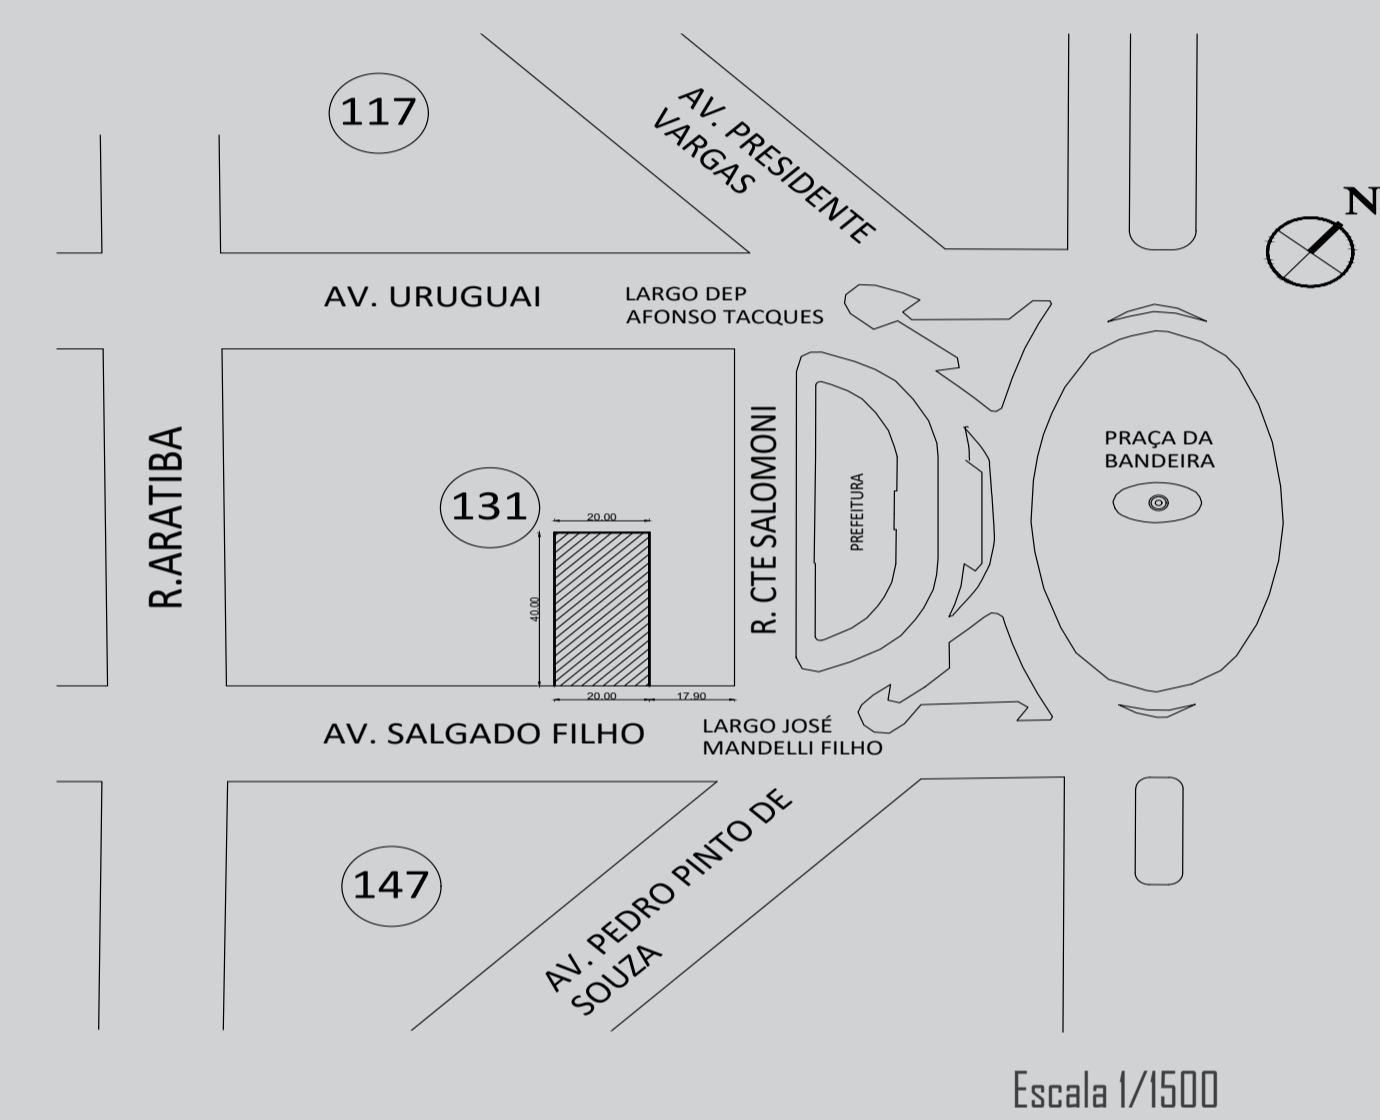 117
AV. PRESIDENTE
VARGAS
N
AV. URUGUAI
LARGO DEP
AFONSO TACQUES
R.ARATIBA
131
20.00
40.00
20.00
17.90
R. CTE SALOMONI
PREFEITURA
PRAÇA DA
BANDEIRA
AV. SALGADO FILHO
LARGO JOSÉ
MANDELLI FILHO
147
AV. PEDRO PINTO DE
SOUZA
Escala 1/1500